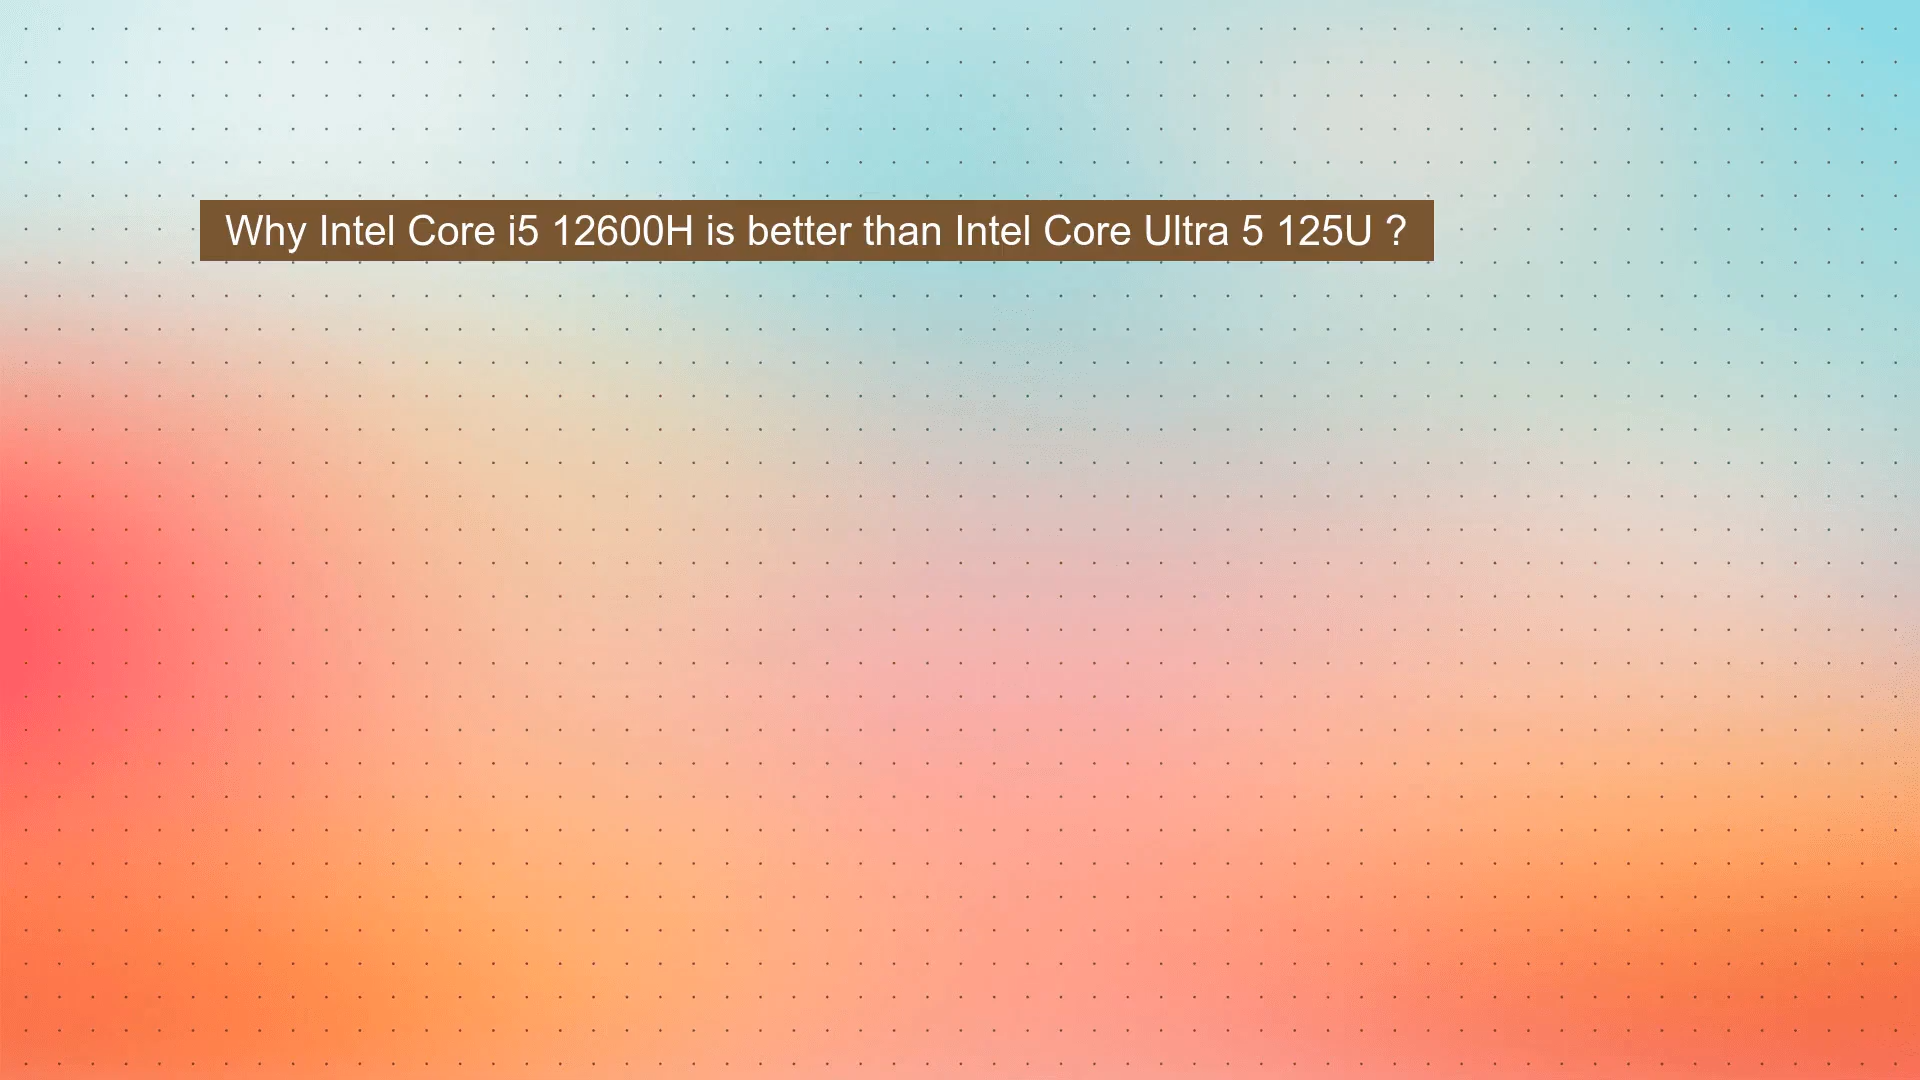 Why Intel Core i5 12600H is better than Intel Core Ultra 5 125U ?